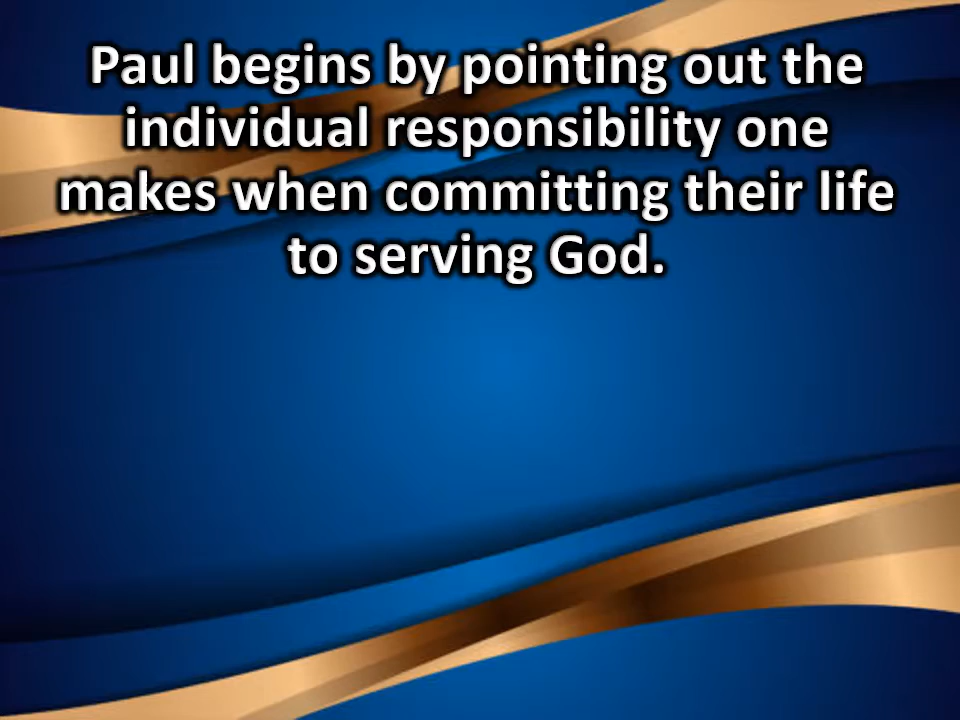 Paul begins by pointing out the
individual responsibility one
makes when committing their life
to serving God.